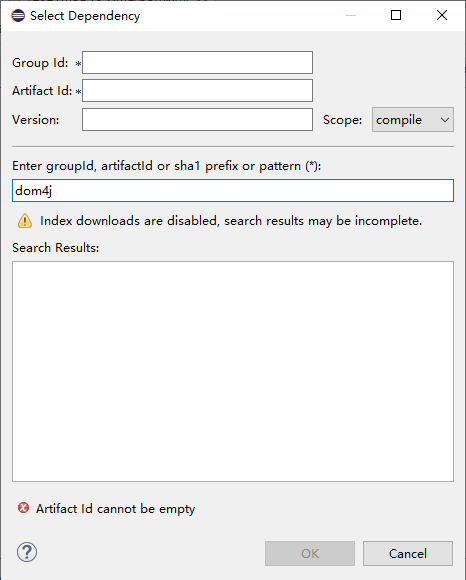 Select Dependency
Group Id: *
Artifact Id: *
Version: Scope: compile
Enter groupId, artifactId or sha1 prefix or pattern (*):
dom4j
Index downloads are disabled, search results may be incomplete.
Search Results:
Artifact Id cannot be empty
? OK Cancel